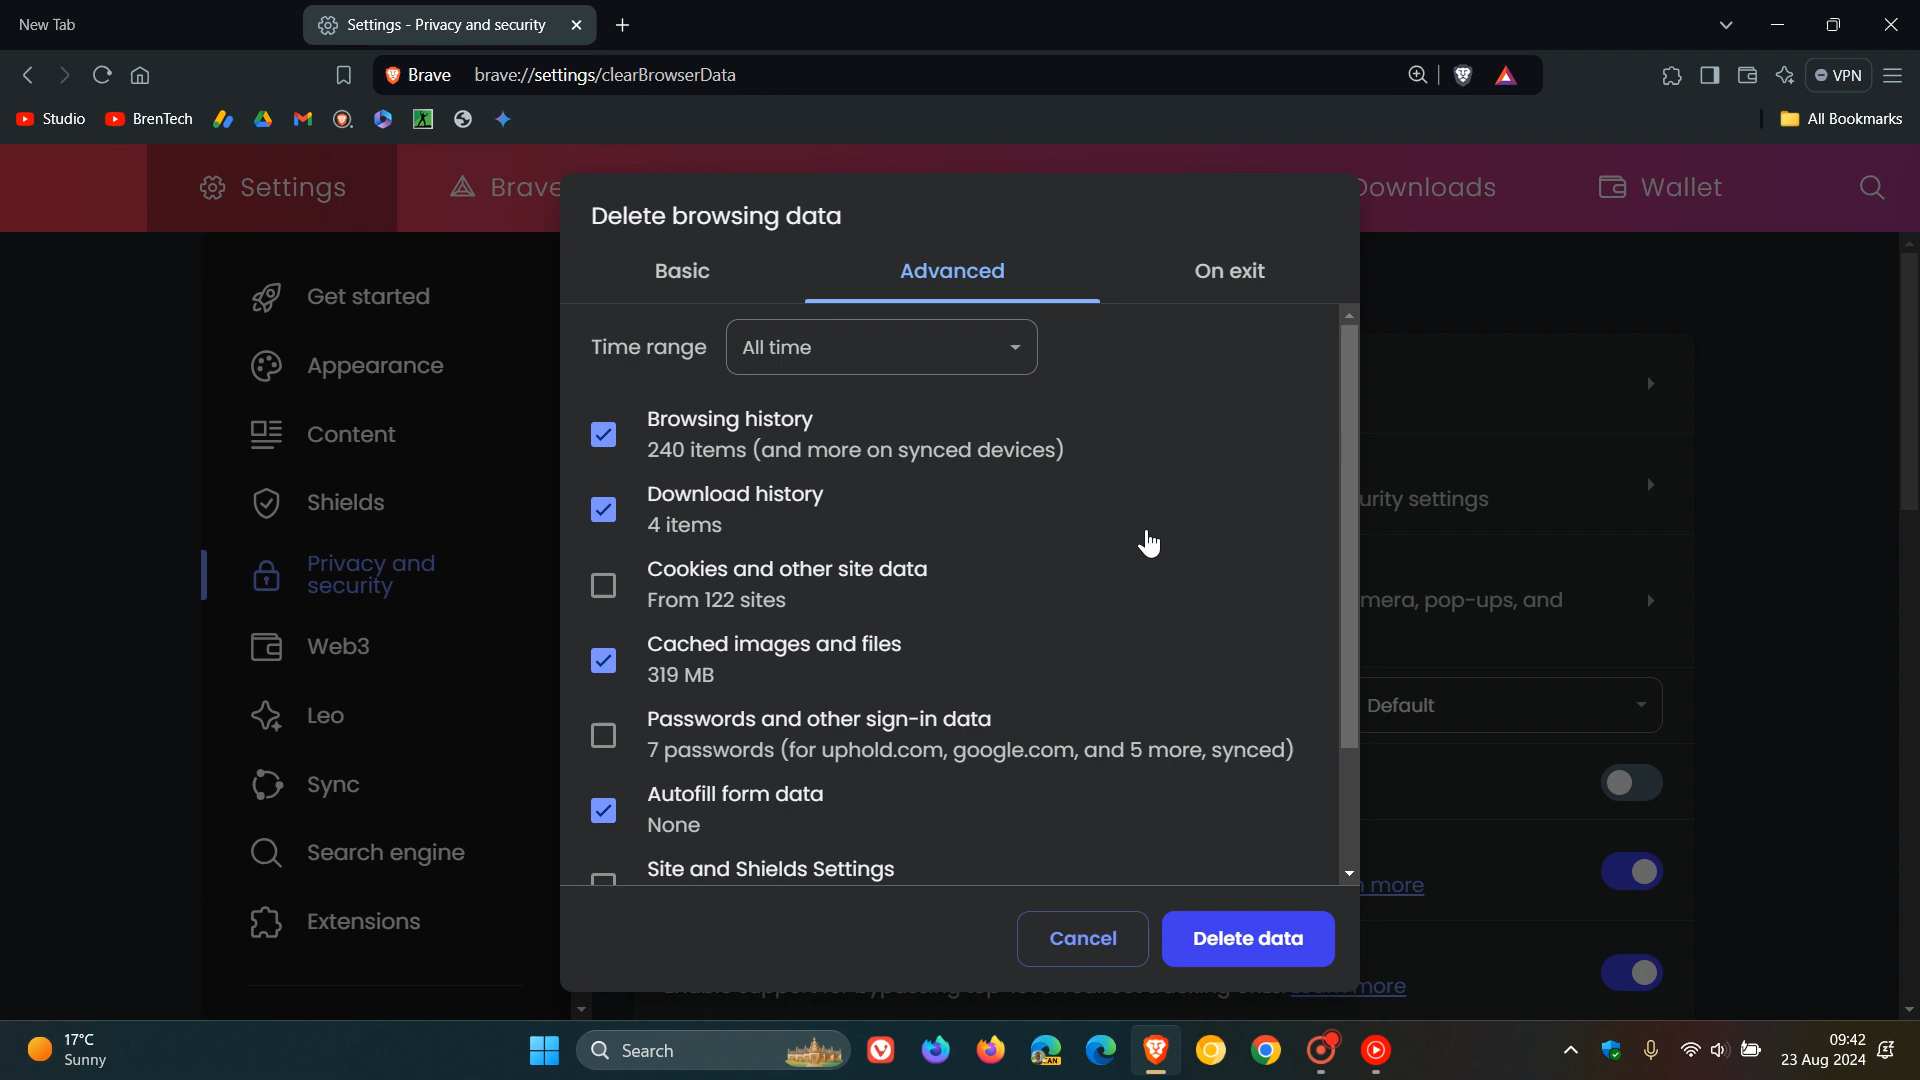 New Tab
Settings - Privacy and security
Brave brave://settings/clearBrowserData
VPN
Studio BrenTech
All Bookmarks
Settings Brave Downloads Wallet
Delete browsing data
Basic Advanced On exit
Time range All time
Browsing history
240 items (and more on synced devices)
Download history
4 items
Cookies and other site data
From 122 sites
Cached images and files
319 MB
Passwords and other sign-in data
7 passwords (for uphold.com, google.com, and 5 more, synced)
Autofill form data
None
Site and Shields Settings
Cancel Delete data
Get started
Appearance
Content
Shields
Privacy and
security
Web3
Leo
Sync
Search engine
Extensions
urity settings
mera, pop-ups, and
Default
n more
more
17°C
Sunny
Search
CAN
09:42
23 Aug 2024